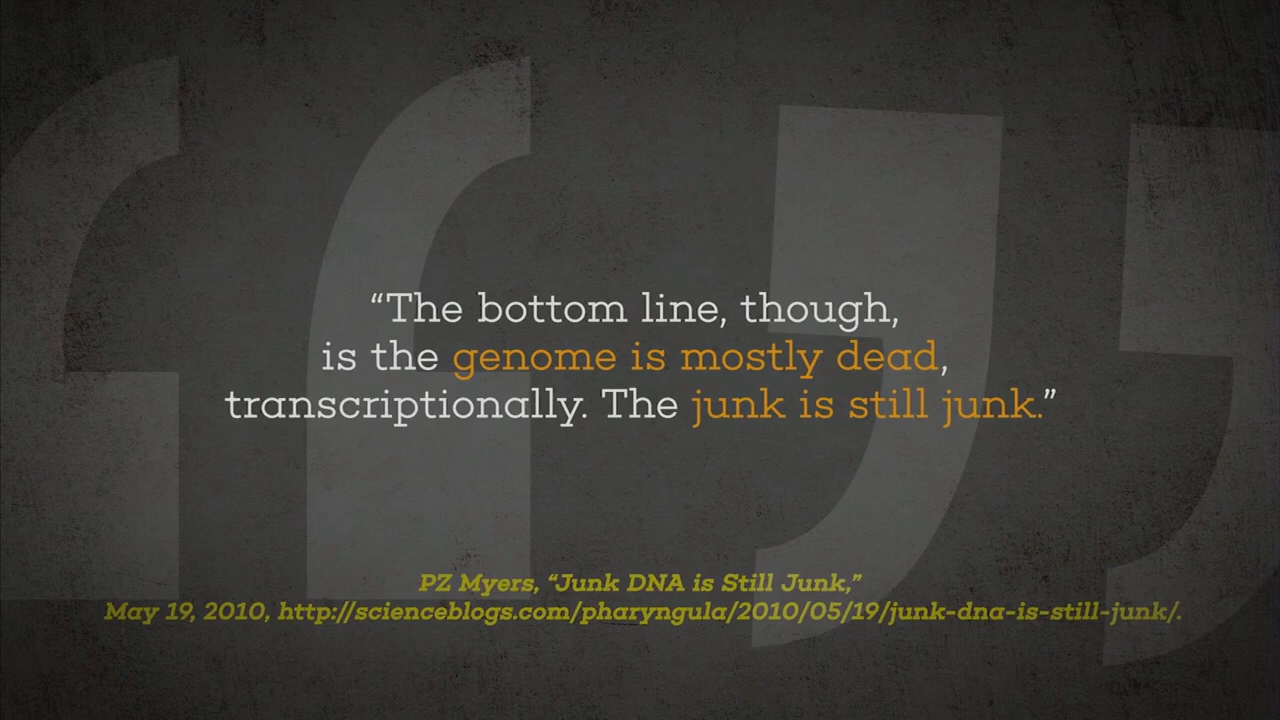 “The bottom line, though,
is the genome is mostly dead,
transcriptionally. The junk is still junk.”
PZ Myers, “Junk DNA is Still Junk,”
May 19, 2010, http://scienceblogs.com/pharyngula/2010/05/19/junk-dna-is-still-junk/.